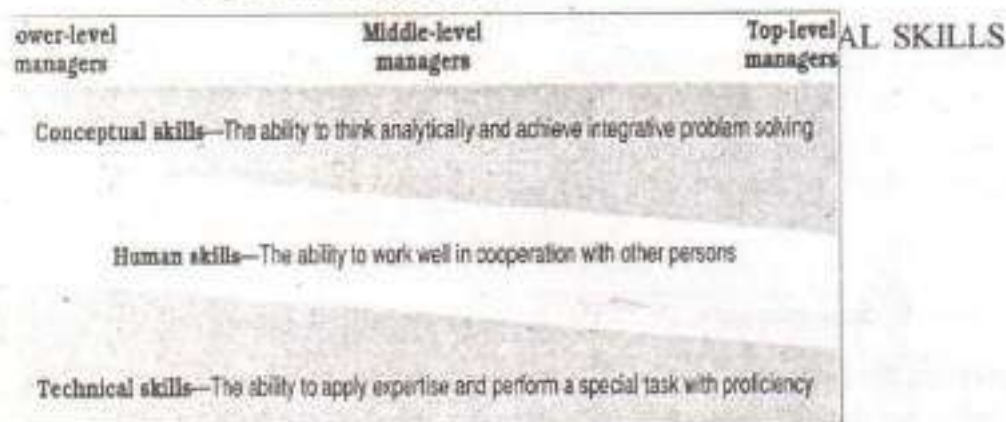 ower-level
managers
Middle-level
managers
Top-level
managers
AL SKILLS
Conceptual skills—The ability to think analytically and achieve integrative problem solving
Human skills—The ability to work well in cooperation with other persons
Technical skills—The ability to apply expertise and perform a special task with proficiency